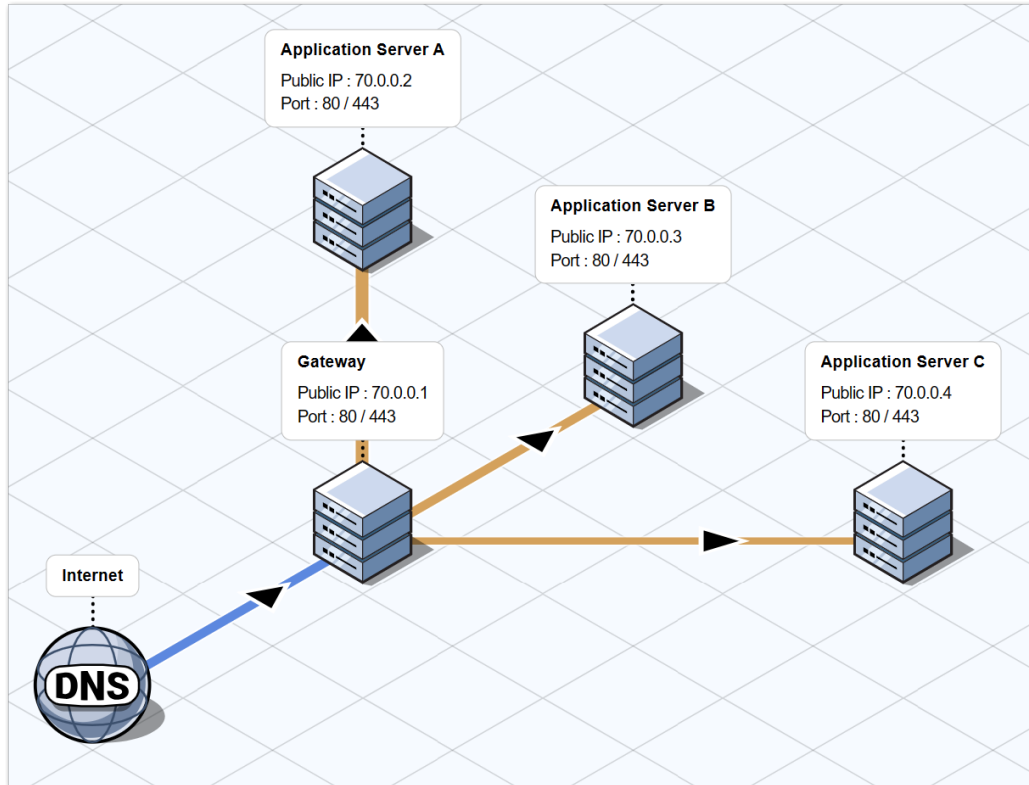 Application Server A
Public IP : 70.0.0.2
Port : 80 / 443
Application Server B
Public IP : 70.0.0.3
Port : 80 / 443
Gateway
Public IP : 70.0.0.1
Port : 80 / 443
Application Server C
Public IP : 70.0.0.4
Port : 80 / 443
Internet
DNS